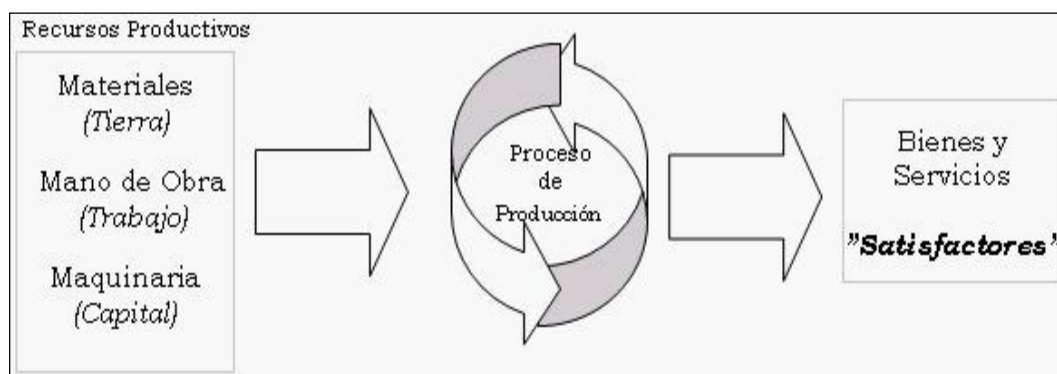 Recursos Productivos
Materiales
(Tierra)
Mano de Obra
(Trabajo)
Maquinaria
(Capital)
Proceso
de
Producción
Bienes y
Servicios
"Satisfactores"